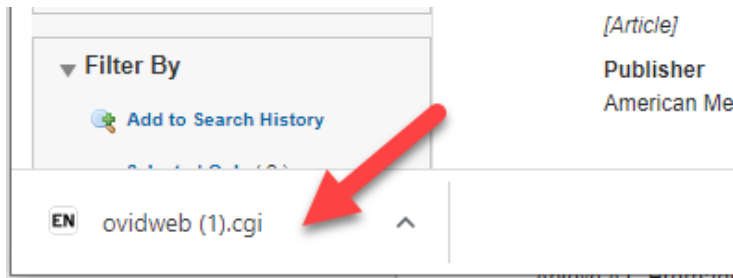 [Article]
Filter By
Publisher
American Me
Add to Search History
EN ovidweb (1).cgi